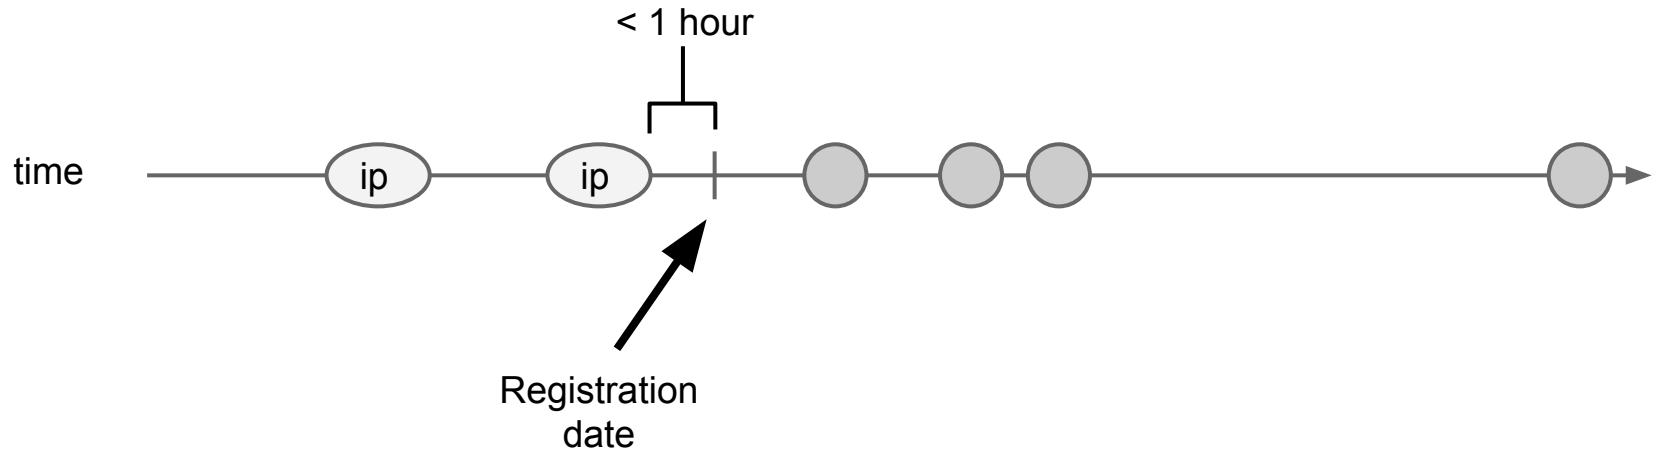 < 1 hour
time
ip
ip
Registration
date